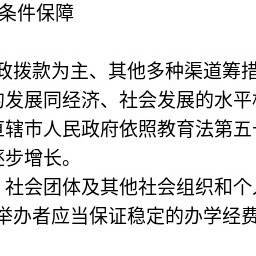 条件保障
政拨款为主、其他多种渠道筹措
的发展同经济、社会发展的水平
直辖市人民政府依照教育法第五
逐步增长。
、社会团体及其他社会组织和个人
举办者应当保证稳定的办学经费